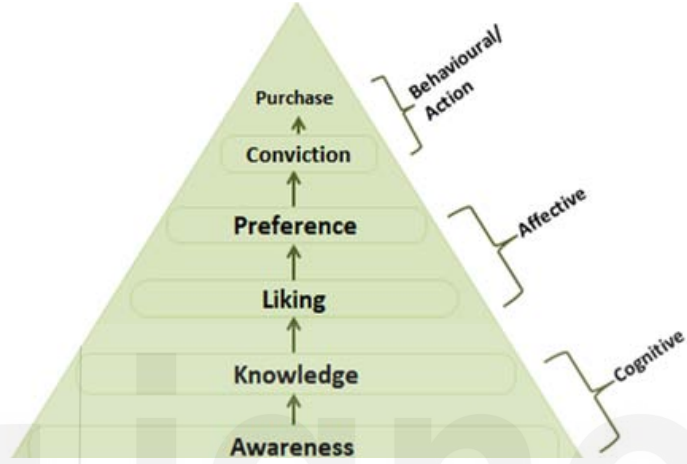 Purchase
Conviction
Preference
Liking
Knowledge
Awareness
Behavioural/
Action
Affective
Cognitive